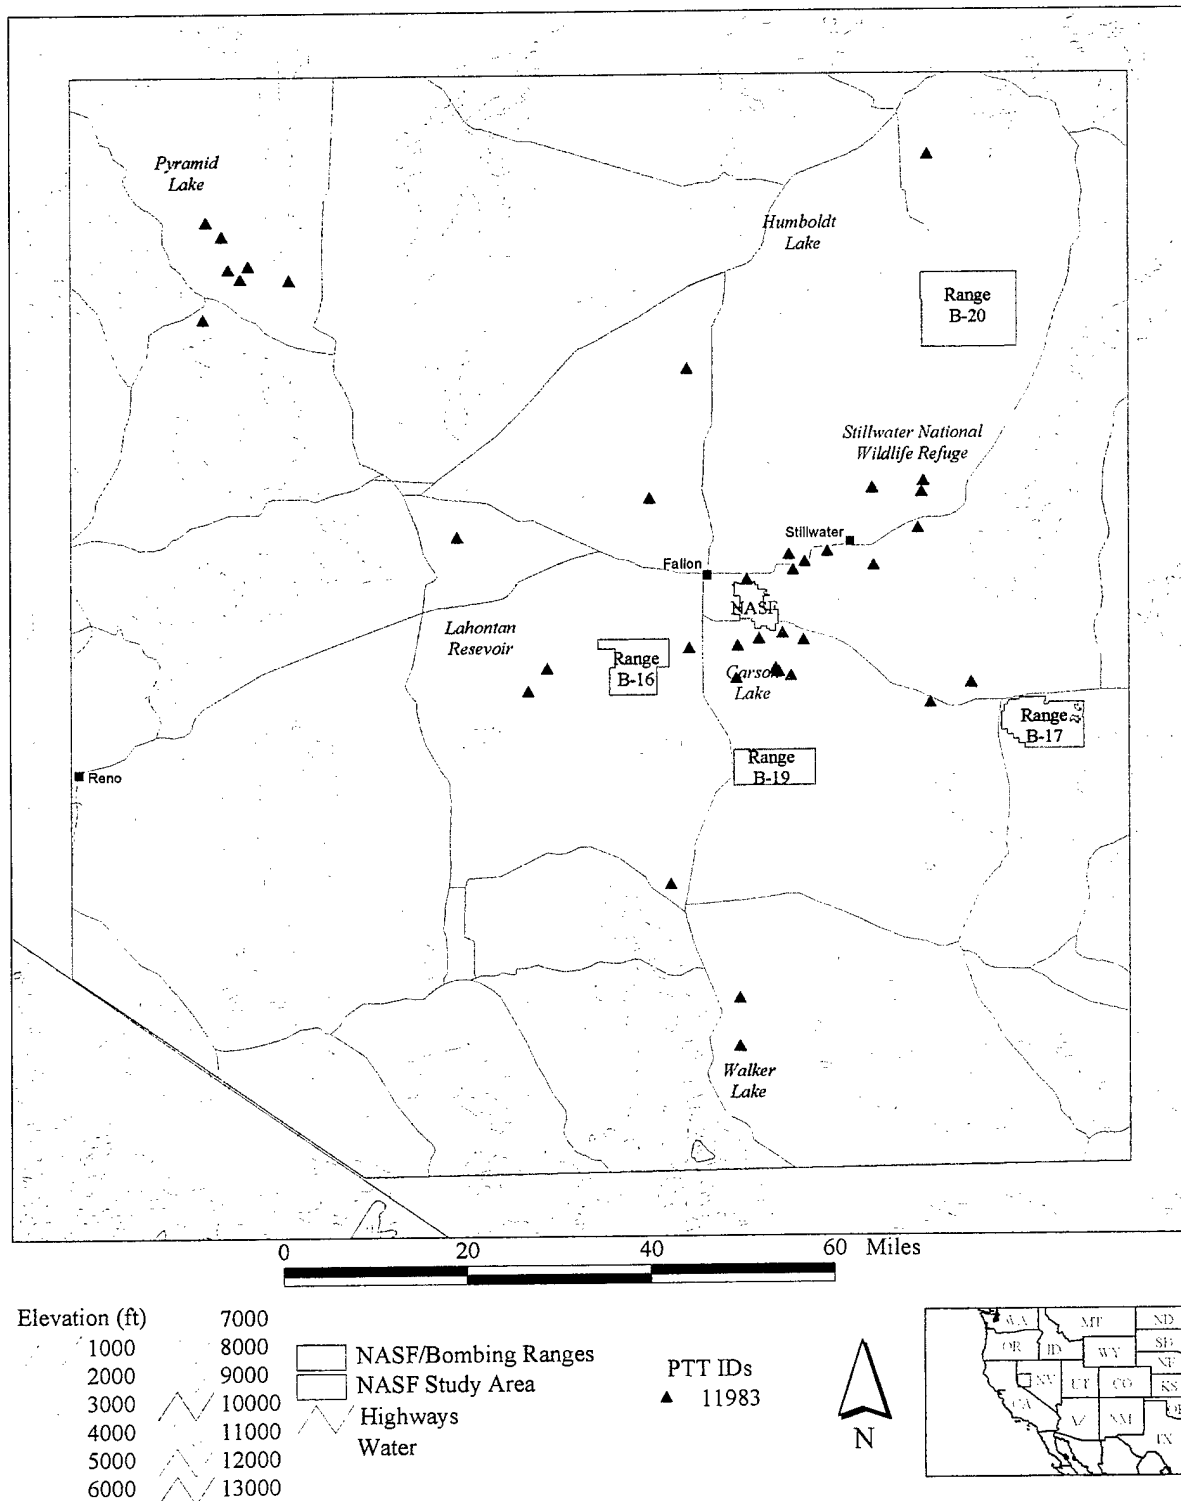 Pyramid
Lake
Humboldt
Lake
Range
B-20
Stillwater National
Wildlife Refuge
Stillwater
Fallon
NASF
Lahontan
Resevoir
Range
B-16
Carson
Lake
Range
B-17
Range
B-19
Reno
Walker
Lake
0 20 40 60 Miles
Elevation (ft)
1000
2000
3000
4000
5000
6000
7000
8000
9000
10000
11000
12000
13000
NASF/Bombing Ranges
NASF Study Area
Highways
Water
PTT IDs
11983
N
WA MT ND
OR ID WY SD
NE
NV UT CO KS
CA AZ NM
TX